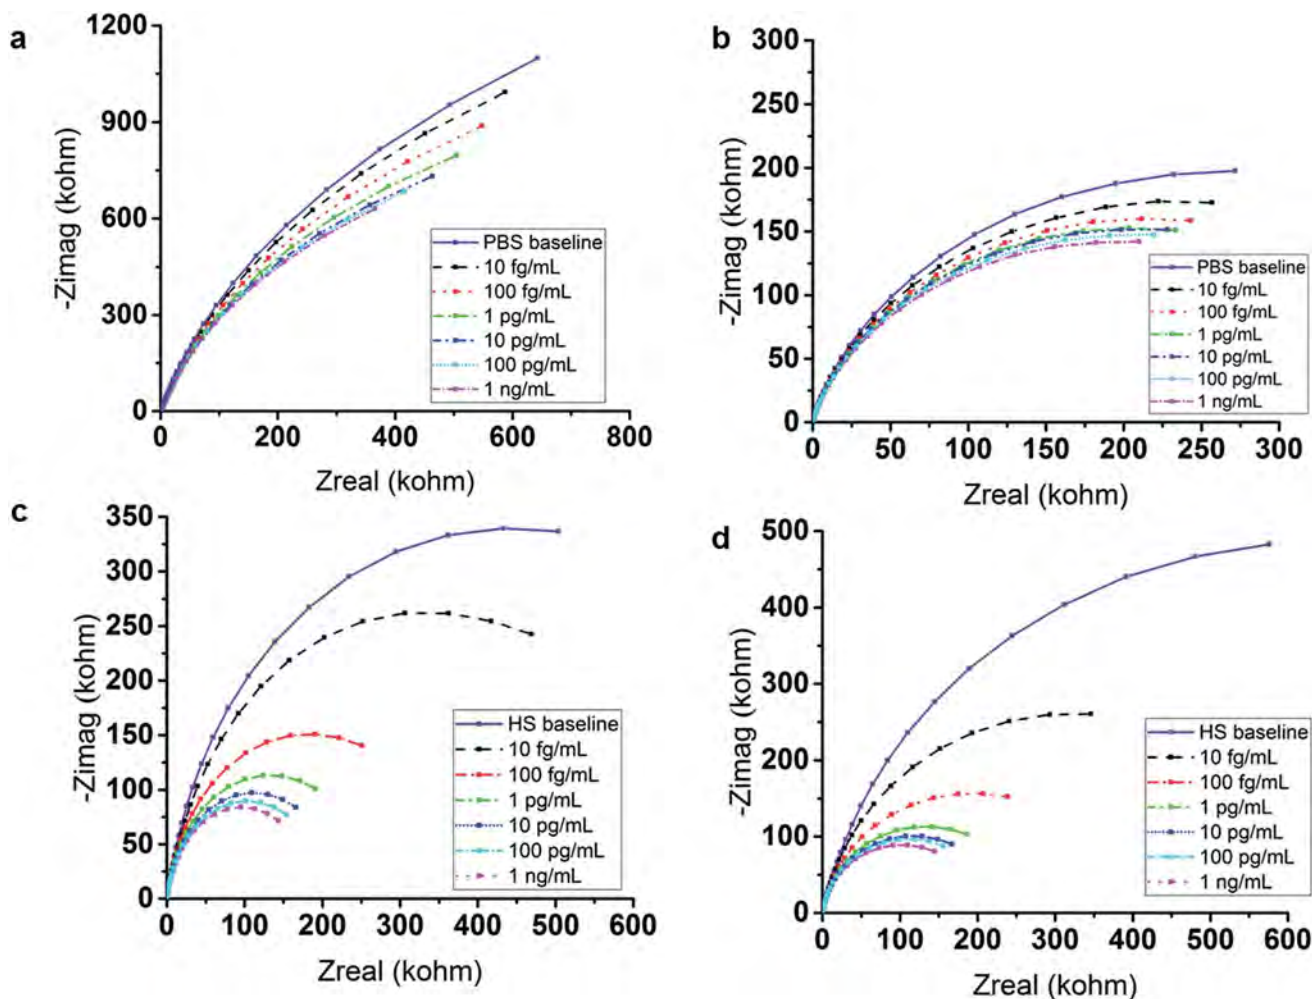 a
1200
900
600
300
0
-Zimag (kohm)
PBS baseline
10 fg/mL
100 fg/mL
1 pg/mL
10 pg/mL
100 pg/mL
1 ng/mL
0 200 400 600 800
Zreal (kohm)
b
300
250
200
150
100
50
0
-Zimag (kohm)
PBS baseline
10 fg/mL
100 fg/mL
1 pg/mL
10 pg/mL
100 pg/mL
1 ng/mL
0 50 100 150 200 250 300
Zreal (kohm)
c
350
300
250
200
150
100
50
0
-Zimag (kohm)
HS baseline
10 fg/mL
100 fg/mL
1 pg/mL
10 pg/mL
100 pg/mL
1 ng/mL
0 100 200 300 400 500 600
Zreal (kohm)
d
500
400
300
200
100
0
-Zimag (kohm)
HS baseline
10 fg/mL
100 fg/mL
1 pg/mL
10 pg/mL
100 pg/mL
1 ng/mL
0 100 200 300 400 500 600
Zreal (kohm)